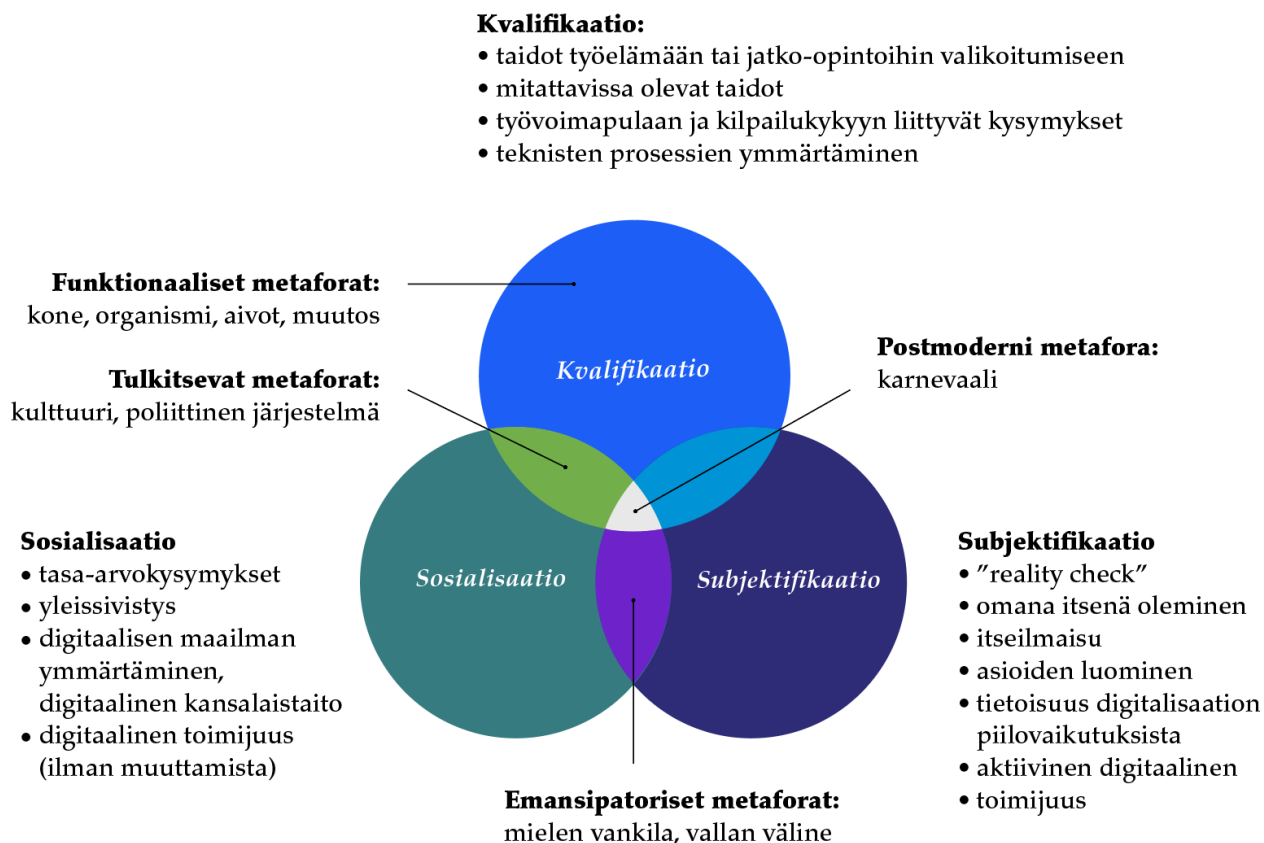 Kvalifikaatio:
• taidot työelämään tai jatko-opintoihin valikoitumiseen
• mitattavissa olevat taidot
• työvoimapulaan ja kilpailukykyyn liittyvät kysymykset
• teknisten prosessien ymmärtäminen
Funktionaaliset metaforat:
kone, organismi, aivot, muutos
Tulkitsevat metaforat:
kulttuuri, poliittinen järjestelmä
Kvalifikaatio
Postmoderni metafora:
karnevaali
Sosialisaatio
• tasa-arvokysymykset
• yleissivistys
• digitaalisen maailman
ymmärtäminen,
digitaalinen kansalaistaito
• digitaalinen toimijuus
(ilman muuttamista)
Sosialisaatio
Subjektifikaatio
Subjektifikaatio
• ”reality check”
• omana itsenä oleminen
• itseilmaisu
• asioiden luominen
• tietoisuus digitalisaation
piilovaikutuksista
• aktiivinen digitaalinen
• toimijuus
Emansipatoriset metaforat:
mielen vankila, vallan väline